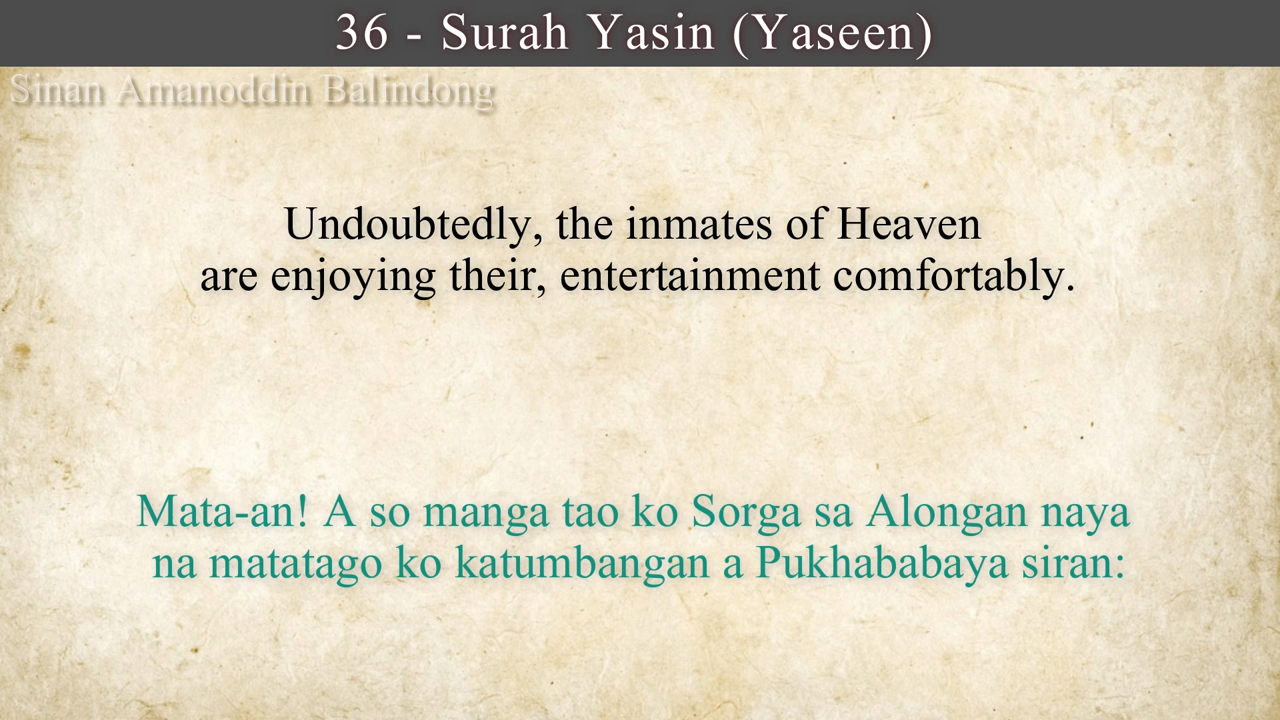 36 - Surah Yasin (Yaseen)
Sinan Amanoddin Balindong
Undoubtedly, the inmates of Heaven
are enjoying their, entertainment comfortably.
Mata-an! A so manga tao ko Sorga sa Alongan naya
na matatago ko katumbangan a Pukhababaya siran: